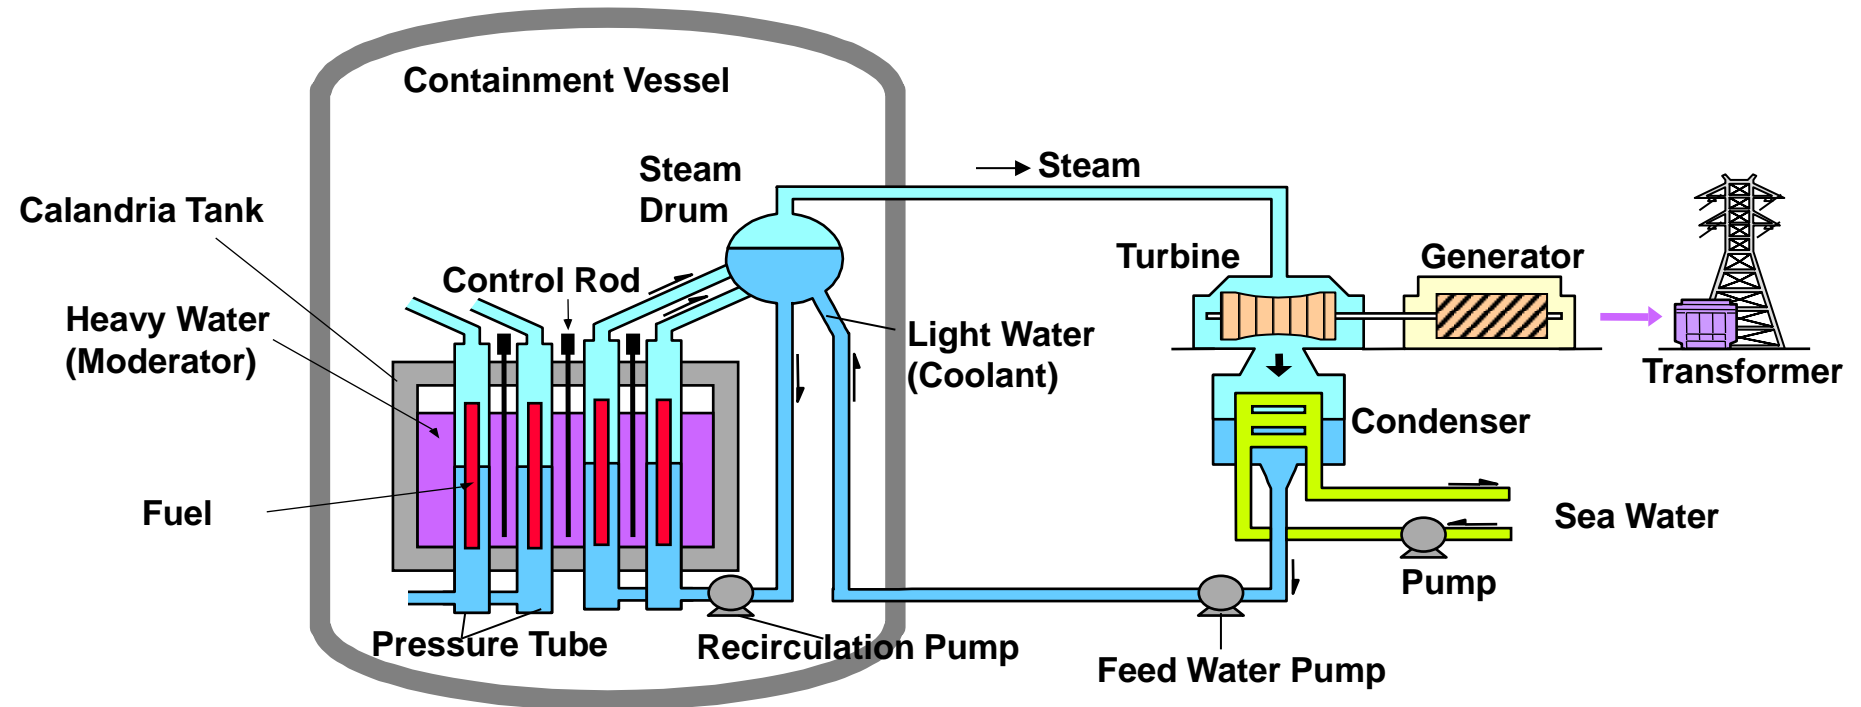 Containment Vessel
Steam
Drum
Steam
Calandria Tank
Control Rod
Turbine
Generator
Heavy Water
(Moderator)
Light Water
(Coolant)
Transformer
Condenser
Fuel
Sea Water
Pump
Pressure Tube
Recirculation Pump
Feed Water Pump